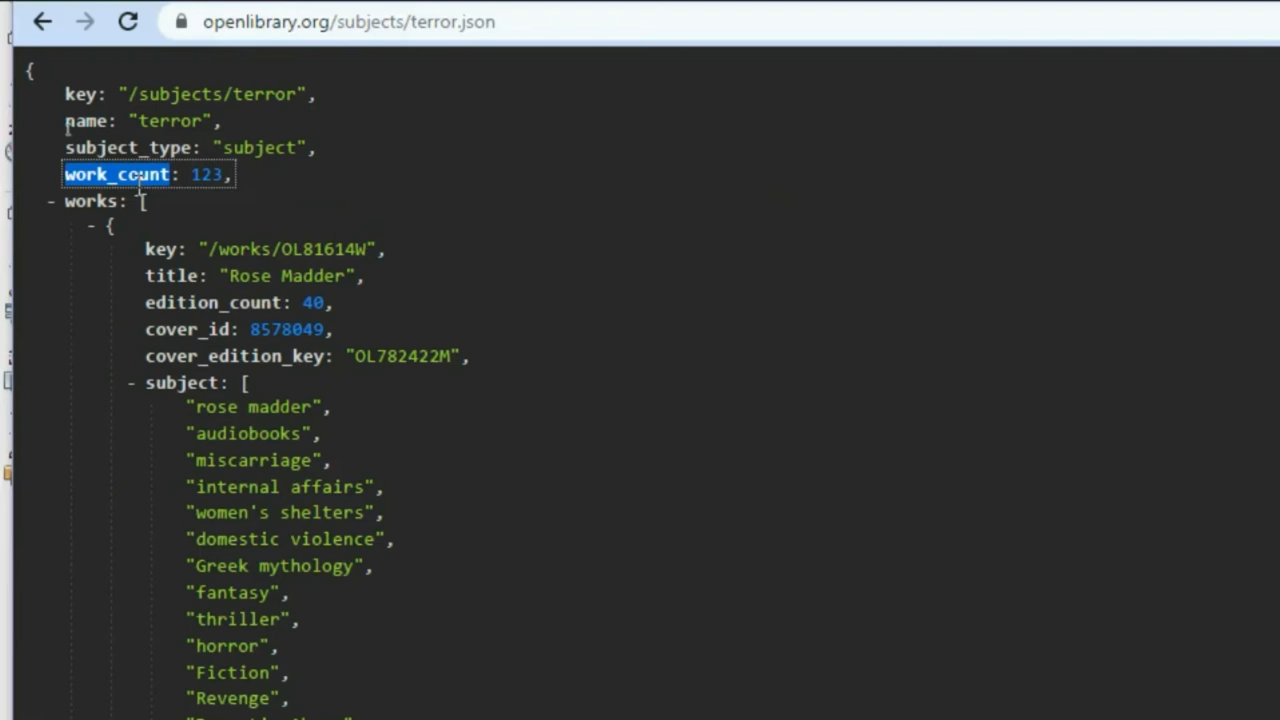 openlibrary.org/subjects/terror.json
{
key: "/subjects/terror",
name: "terror",
subject_type: "subject",
work_count: 123,
- works: [
- {
key: "/works/OL81614W",
title: "Rose Madder",
edition_count: 40,
cover_id: 8578049,
cover_edition_key: "OL782422M",
- subject: [
"rose madder",
"audiobooks",
"miscarriage",
"internal affairs",
"women's shelters",
"domestic violence",
"Greek mythology",
"fantasy",
"thriller",
"horror",
"Fiction",
"Revenge",